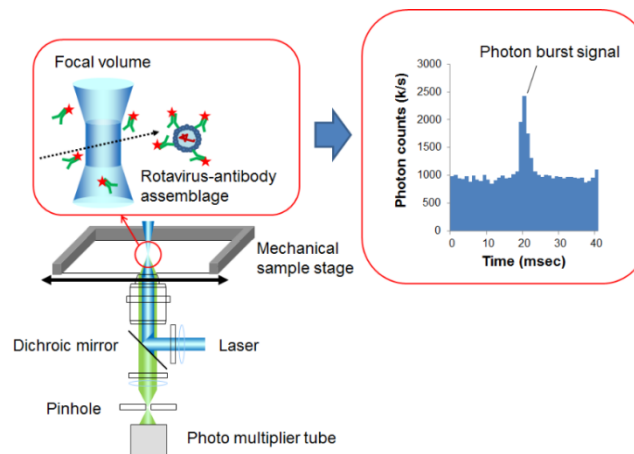 Focal volume
Rotavirus-antibody
assemblage
Mechanical
sample stage
Dichroic mirror
Laser
Pinhole
Photo multiplier tube
Photon burst signal
Photon counts (k/s)
3000
2500
2000
1500
1000
500
0
0
10
20
30
40
Time (msec)